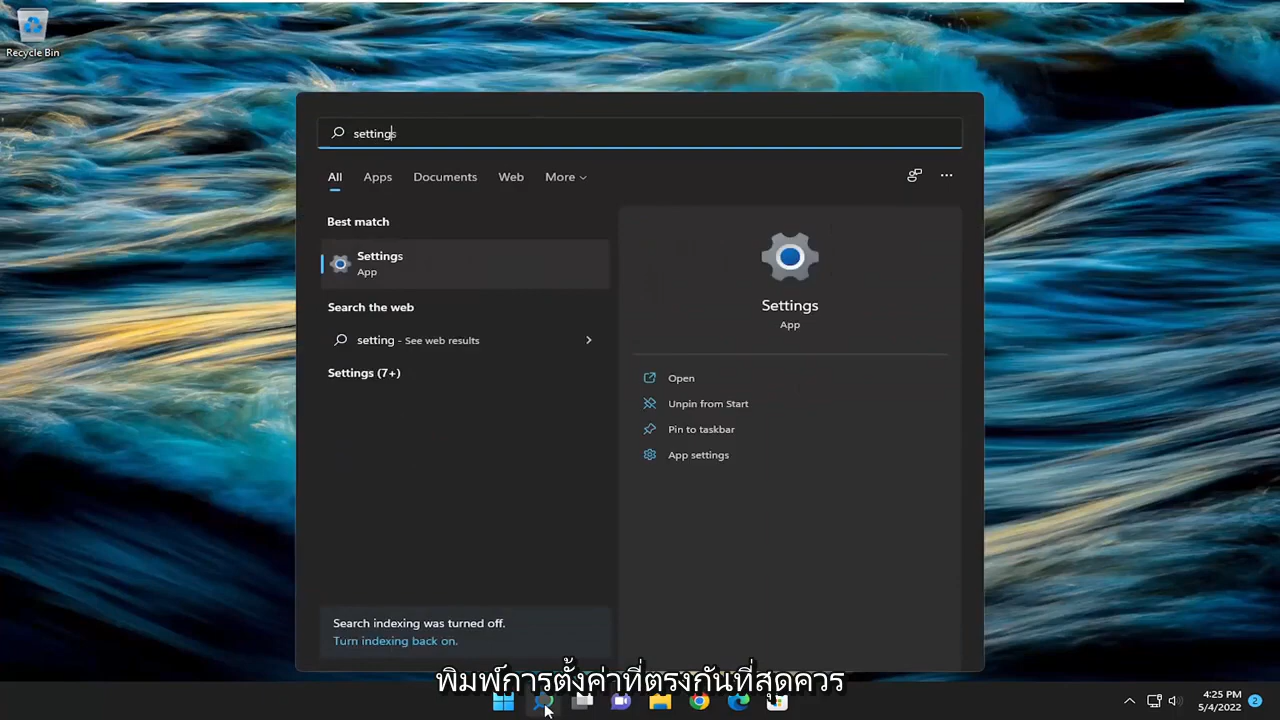 Recycle Bin
settings
All
Apps
Documents
Web
More
Best match
Settings
App
Search the web
setting - See web results
Settings (7+)
Settings
App
Open
Unpin from Start
Pin to taskbar
App settings
Search indexing was turned off.
Turn indexing back on.
พิมพ์การตั้งค่าที่ตรงกันที่สุดควร
4:25 PM
5/4/2022
2